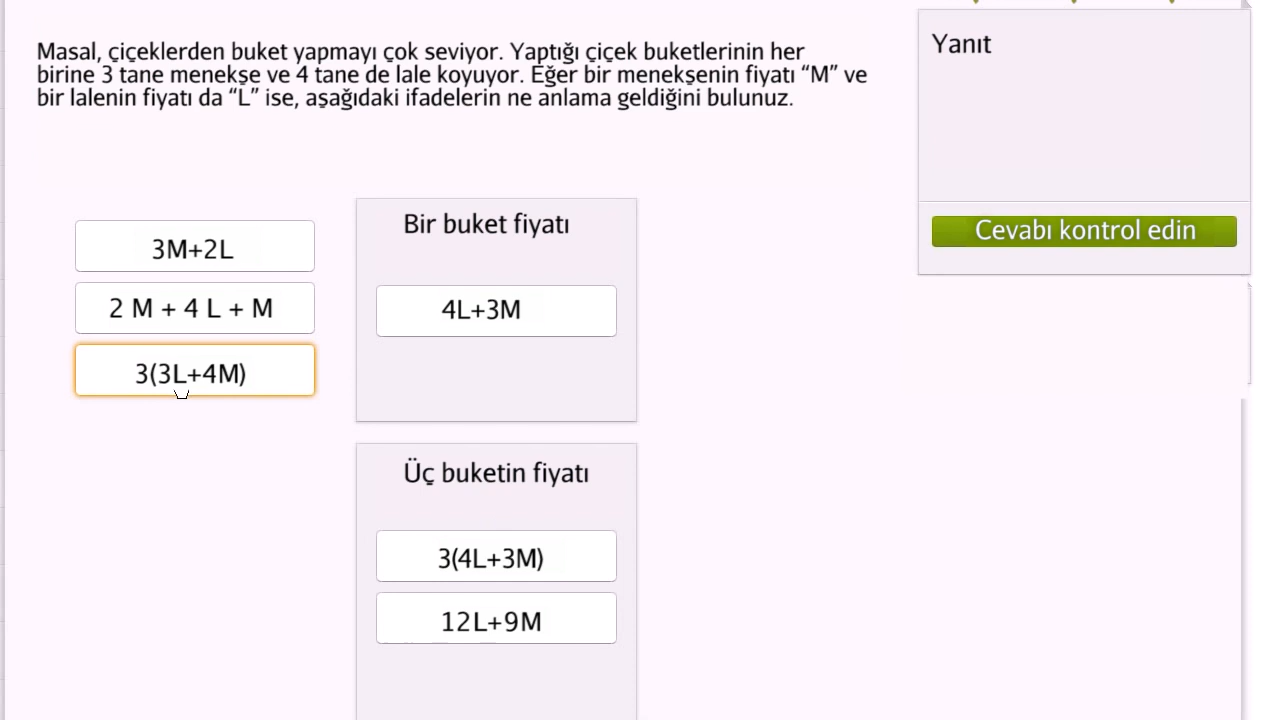 Masal, çiçeklerden buket yapmayı çok seviyor. Yaptığı çiçek buketlerinin her
birine 3 tane menekşe ve 4 tane de lale koyuyor. Eğer bir menekşenin fiyatı “M” ve
bir lalenin fiyatı da “L” ise, aşağıdaki ifadelerin ne anlama geldiğini bulunuz.
Yanıt
Cevabı kontrol edin
3M+2L
2 M + 4 L + M
3(3L+4M)
Bir buket fiyatı
4L+3M
Üç buketin fiyatı
3(4L+3M)
12L+9M